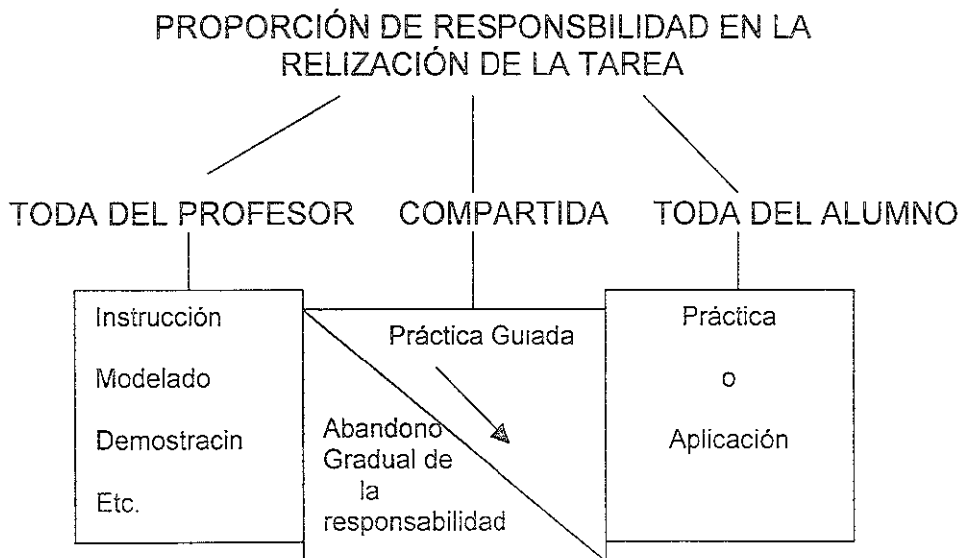 PROPORCIÓN DE RESPONSBILIDAD EN LA
RELIZACIÓN DE LA TAREA
TODA DEL PROFESOR COMPARTIDA TODA DEL ALUMNO
Instrucción
Modelado
Demostracin
Etc.
Práctica Guiada
Abandono
Gradual de
la
responsabilidad
Práctica
o
Aplicación